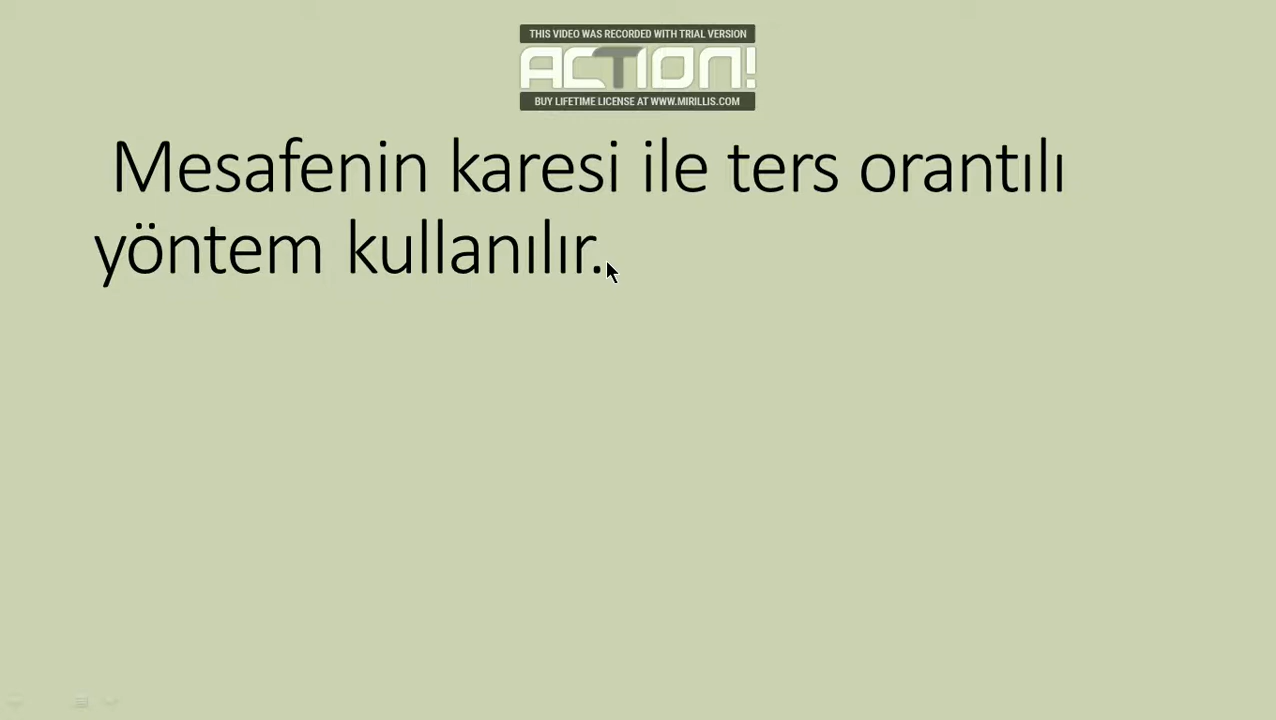 THIS VIDEO WAS RECORDED WITH TRIAL VERSION
ACTION!
BUY LIFETIME LICENSE AT WWW.MIRILLIS.COM
Mesafenin karesi ile ters orantılı
yöntem kullanılır.